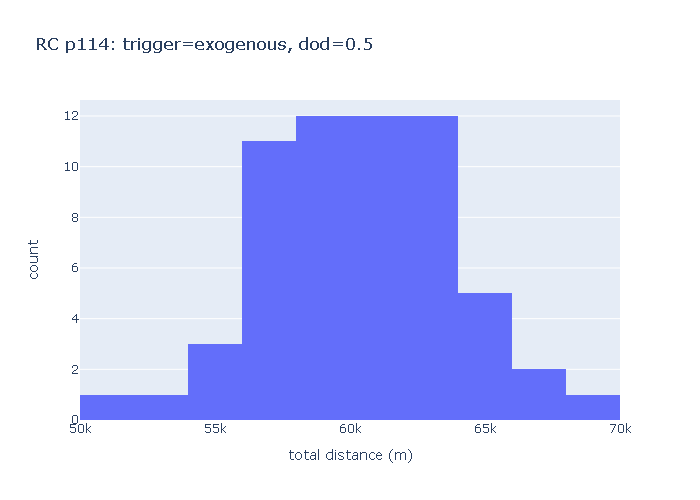 RC p114: trigger=exogenous, dod=0.5
12
10
8
6
4
2
0
count
50k 55k 60k 65k 70k
total distance (m)